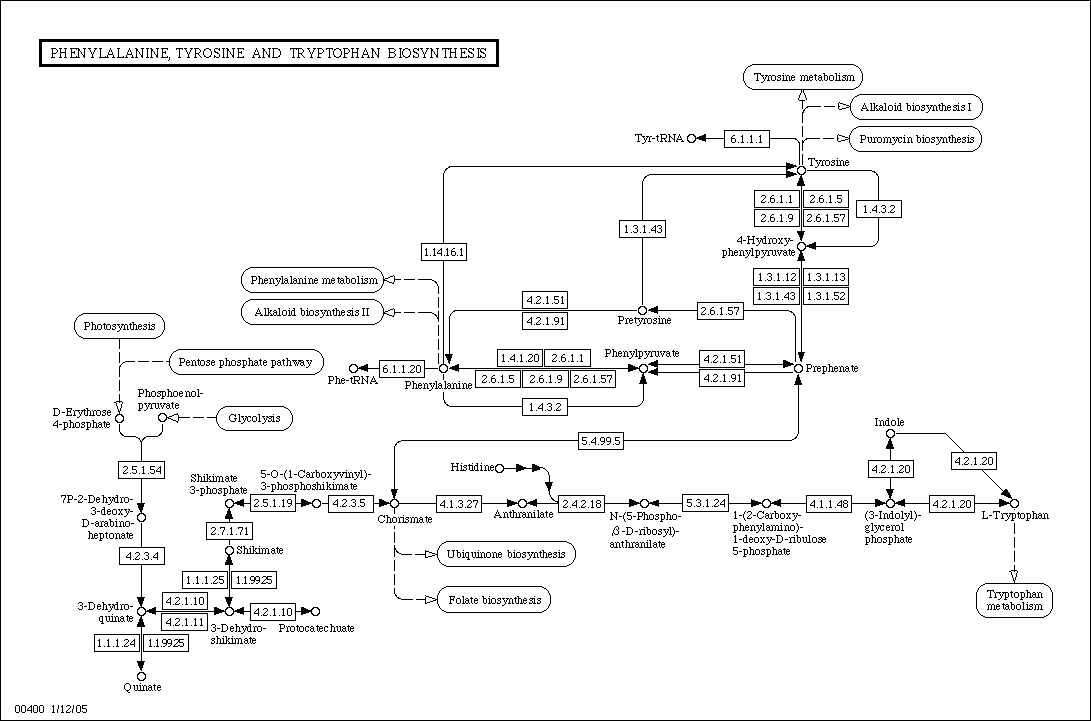 PHENYLALANINE, TYROSINE AND TRYPTOPHAN BIOSYNTHESIS
Tyrosine metabolism
Alkaloid biosynthesis I
Puromycin biosynthesis
Tyr-tRNA
6.1.1.1
Tyrosine
2.6.1.1
2.6.1.5
2.6.1.9
2.6.1.57
1.4.3.2
1.3.1.43
1.14.16.1
4-Hydroxy-
phenylpyruvate
1.3.1.12
1.3.1.13
1.3.1.43
1.3.1.52
Phenylalanine metabolism
Alkaloid biosynthesis II
4.2.1.51
4.2.1.91
Pretyrosine
2.6.1.57
Photosynthesis
Pentose phosphate pathway
Phe-tRNA
6.1.1.20
Phenylalanine
1.4.1.20
2.6.1.1
2.6.1.5
2.6.1.9
2.6.1.57
Phenylpyruvate
4.2.1.51
4.2.1.91
Prephenate
1.4.3.2
Phosphoenol-
pyruvate
D-Erythrose
4-phosphate
Glycolysis
5.4.99.5
Indole
2.5.1.54
Shikimate
3-phosphate
5-O-(1-Carboxyvinyl)-
3-phosphoshikimate
Histidine
4.2.1.20
4.2.1.20
7P-2-Dehydro-
3-deoxy-
D-arabino-
heptonate
2.5.1.19
4.2.3.5
Chorismate
4.1.3.27
Anthranilate
2.4.2.18
N-(5-Phospho-
β-D-ribosyl)-
anthranilate
5.3.1.24
1-(2-Carboxy-
phenylamino)-
1-deoxy-D-ribulose
5-phosphate
4.1.1.48
(3-Indolyl)-
glycerol
phosphate
4.2.1.20
L-Tryptophan
2.7.1.71
4.2.3.4
Shikimate
Ubiquinone biosynthesis
1.1.1.25
1.1.99.25
Folate biosynthesis
Tryptophan
metabolism
3-Dehydro-
quinate
4.2.1.10
4.2.1.11
4.2.1.10
3-Dehydro-
shikimate
Protocatechuate
1.1.1.24
1.1.99.25
Quinate
00400 1/12/05